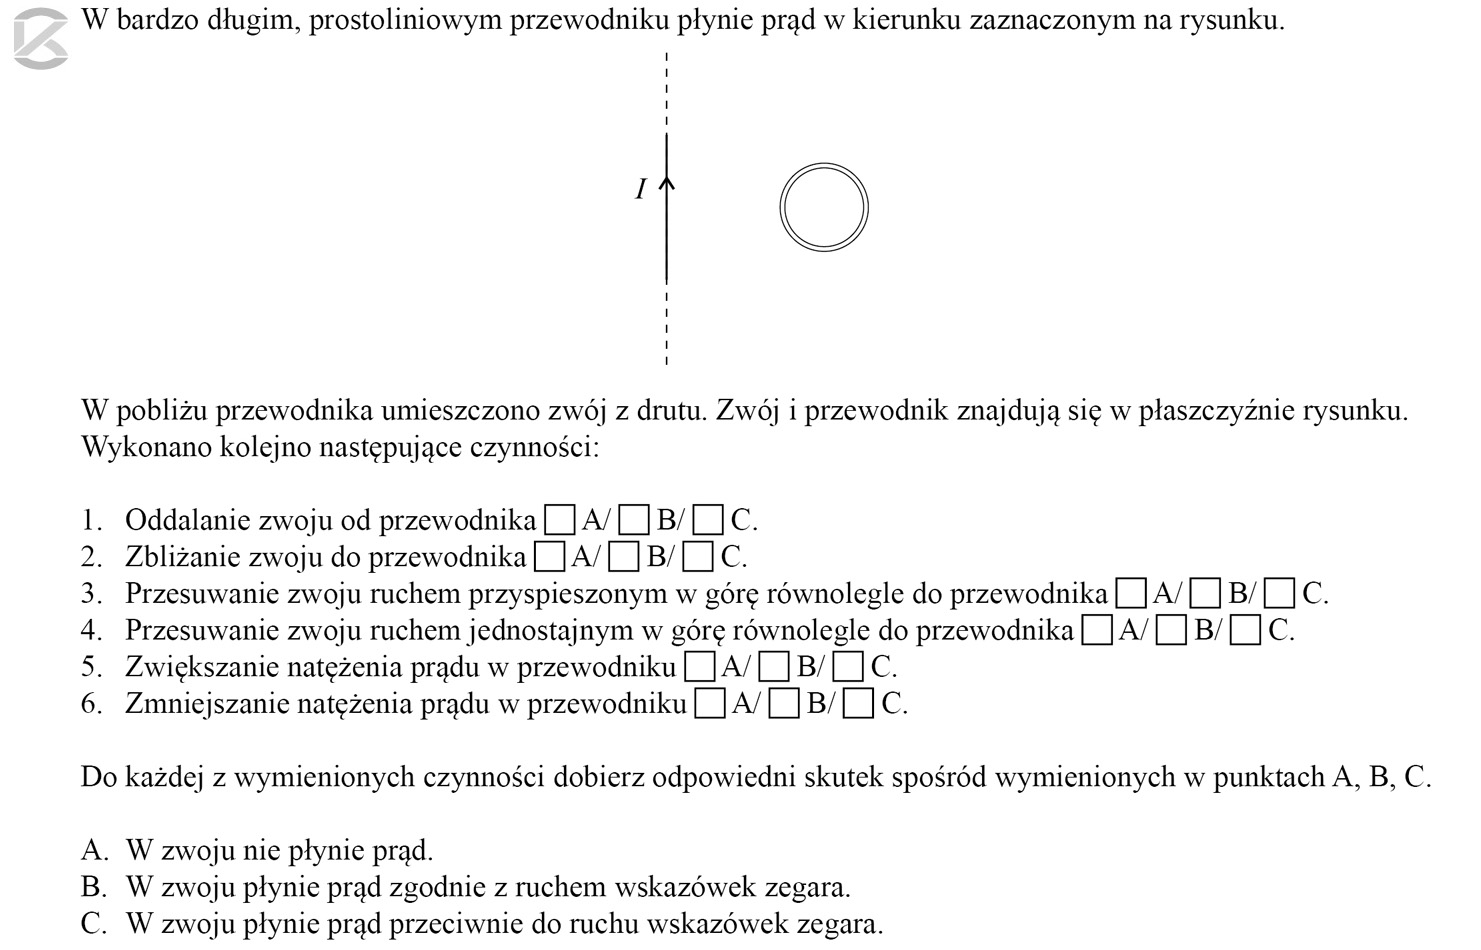 W bardzo długim, prostoliniowym przewodniku płynie prąd w kierunku zaznaczonym na rysunku.
I
W pobliżu przewodnika umieszczono zwój z drutu. Zwój i przewodnik znajdują się w płaszczyźnie rysunku.
Wykonano kolejno następujące czynności:
1. Oddalanie zwoju od przewodnika □ A/ □ B/ □ C.
2. Zbliżanie zwoju do przewodnika □ A/ □ B/ □ C.
3. Przesuwanie zwoju ruchem przyspieszonym w górę równolegle do przewodnika □ A/ □ B/ □ C.
4. Przesuwanie zwoju ruchem jednostajnym w górę równolegle do przewodnika □ A/ □ B/ □ C.
5. Zwiększanie natężenia prądu w przewodniku □ A/ □ B/ □ C.
6. Zmniejszanie natężenia prądu w przewodniku □ A/ □ B/ □ C.
Do każdej z wymienionych czynności dobierz odpowiedni skutek spośród wymienionych w punktach A, B, C.
A. W zwoju nie płynie prąd.
B. W zwoju płynie prąd zgodnie z ruchem wskazówek zegara.
C. W zwoju płynie prąd przeciwnie do ruchu wskazówek zegara.